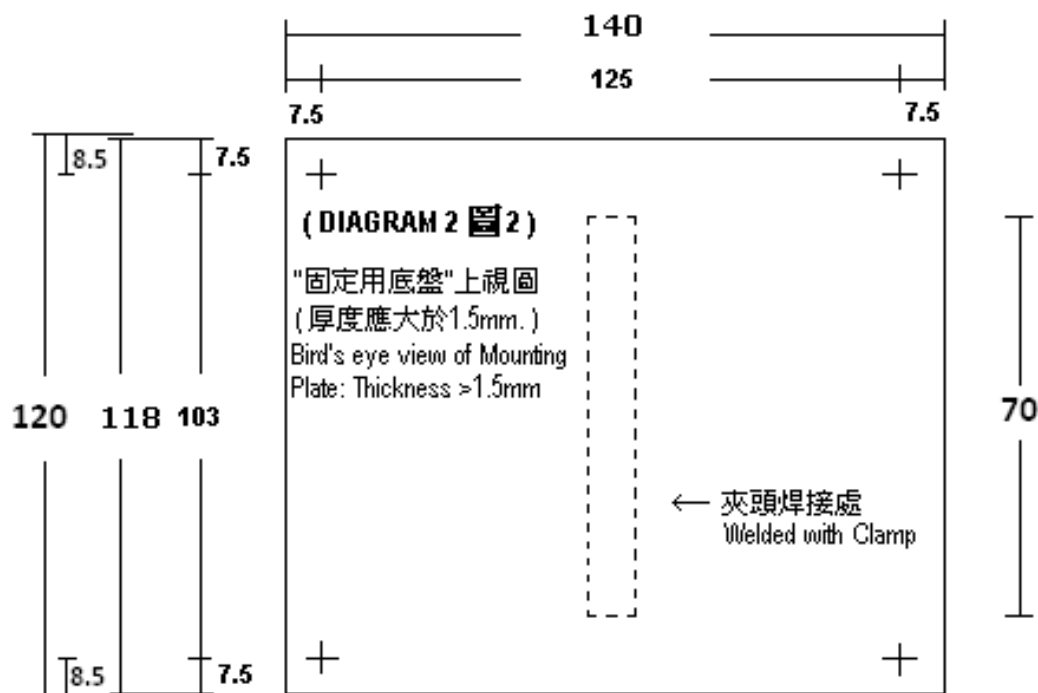 140
125
7.5
7.5
8.5
7.5
( DIAGRAM 2 圖 2 )
"固定用底盤"上視圖
(厚度應大於1.5mm.)
Bird's eye view of Mounting
Plate: Thickness >1.5mm
120
118
103
70
← 夾頭焊接處
Welded with Clamp
8.5
7.5